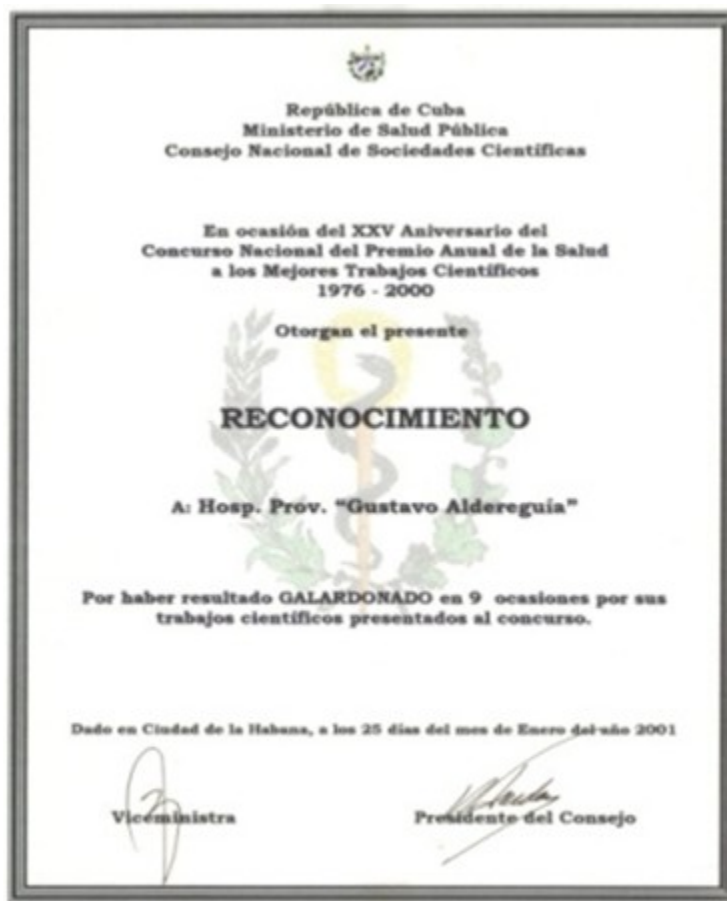 República de Cuba
Ministerio de Salud Pública
Consejo Nacional de Sociedades Científicas
En ocasión del XXV Aniversario del
Concurso Nacional del Premio Anual de la Salud
a los Mejores Trabajos Científicos
1976 - 2000
Otorgan el presente
RECONOCIMIENTO
A: Hosp. Prov. “Gustavo Aldereguía”
Por haber resultado GALARDONADO en 9 ocasiones por sus
trabajos científicos presentados al concurso.
Dado en Ciudad de la Habana, a los 25 días del mes de Enero del año 2001
Viceministra Presidente del Consejo